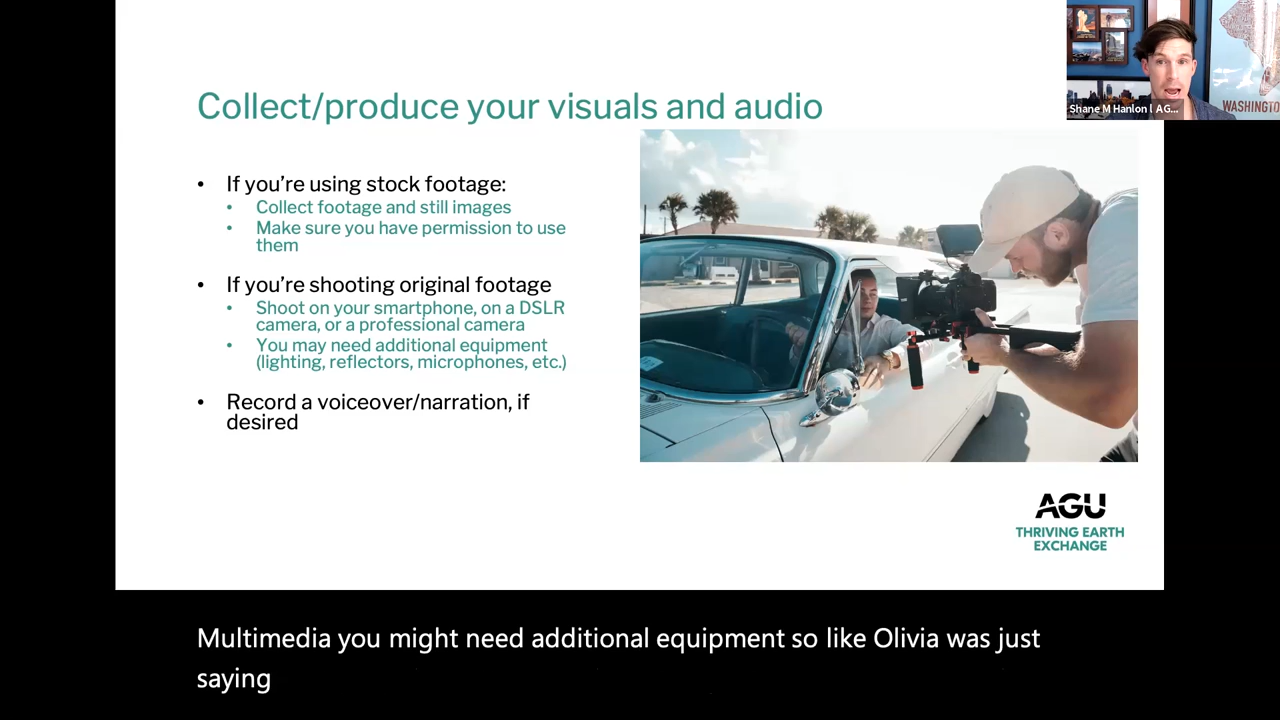 Collect/produce your visuals and audio
• If you’re using stock footage:
• Collect footage and still images
• Make sure you have permission to use
them
• If you’re shooting original footage
• Shoot on your smartphone, on a DSLR
camera, or a professional camera
• You may need additional equipment
(lighting, reflectors, microphones, etc.)
• Record a voiceover/narration, if
desired
WASHINGTO
Shane M Hanlon | AG...
AGU
THRIVING EARTH
EXCHANGE
Multimedia you might need additional equipment so like Olivia was just
saying